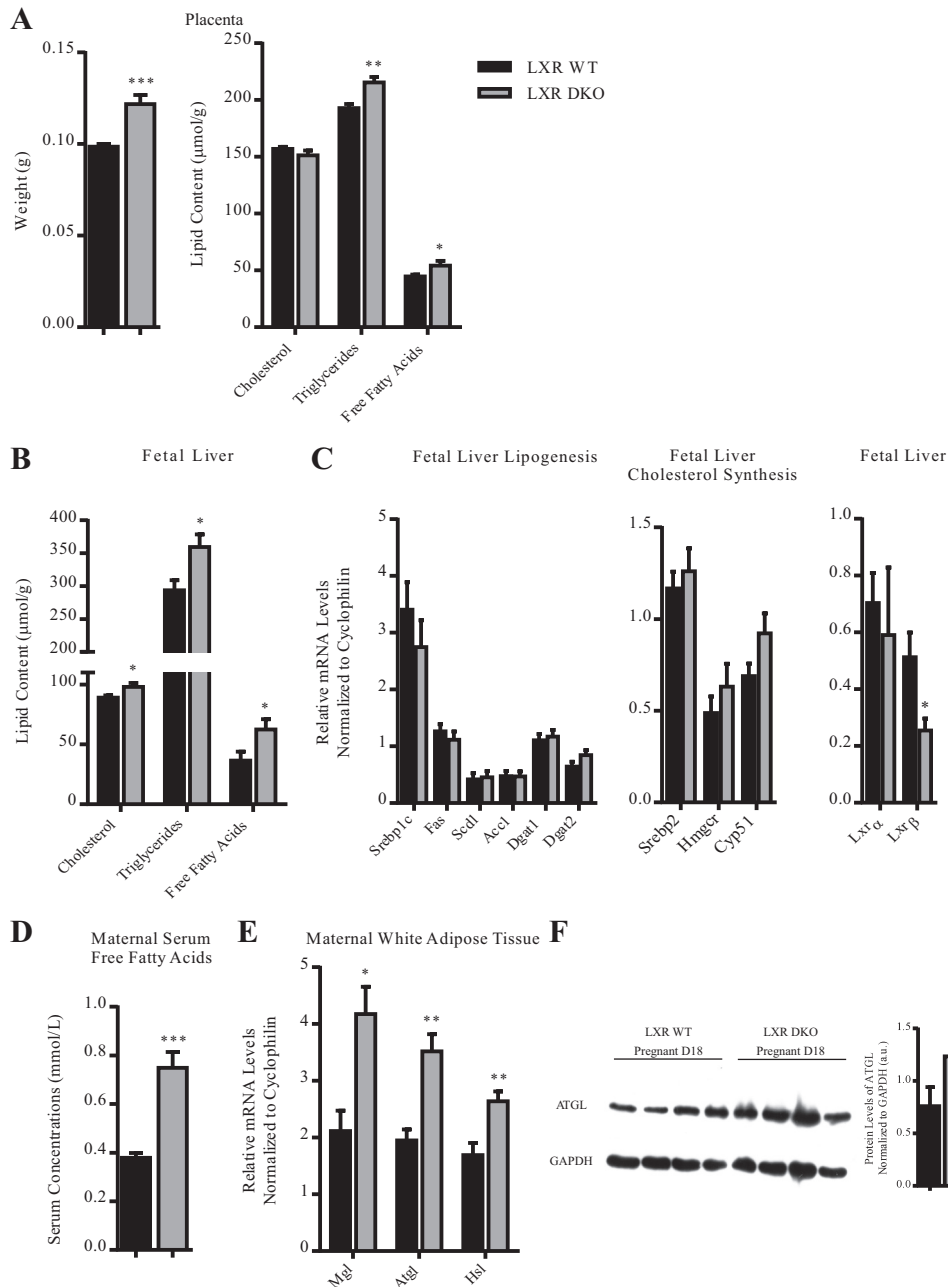 A
Placenta
Weight (g)
0.15
0.10
0.05
0.00
***
Lipid Content (µmol/g)
250
200
150
100
50
0
**
*
Cholesterol
Triglycerides
Free Fatty Acids
LXR WT
LXR DKO
B
Fetal Liver
Lipid Content (µmol/g)
400
350
300
250
200
100
50
0
*
*
*
Cholesterol
Triglycerides
Free Fatty Acids
C
Fetal Liver Lipogenesis
Relative mRNA Levels
Normalized to Cyclophilin
5
4
3
2
1
0
Srebp1c
Fas
Scd1
Acc1
Dgat1
Dgat2
Fetal Liver
Cholesterol Synthesis
1.5
1.0
0.5
0.0
Srebp2
Hmgcr
Cyp51
Fetal Liver
1.0
0.8
0.6
0.4
0.2
0.0
*
Lxr α
Lxr β
D
Maternal Serum
Free Fatty Acids
Serum Concentrations (mmol/L)
1.0
0.8
0.6
0.4
0.2
0.0
***
E
Maternal White Adipose Tissue
Relative mRNA Levels
Normalized to Cyclophilin
5
4
3
2
1
0
*
**
**
Mgl
Atgl
Hsl
F
LXR WT
Pregnant D18
LXR DKO
Pregnant D18
ATGL
GAPDH
Protein Levels of ATGL
Normalized to GAPDH (a.u.)
1.5
1.0
0.5
0.0